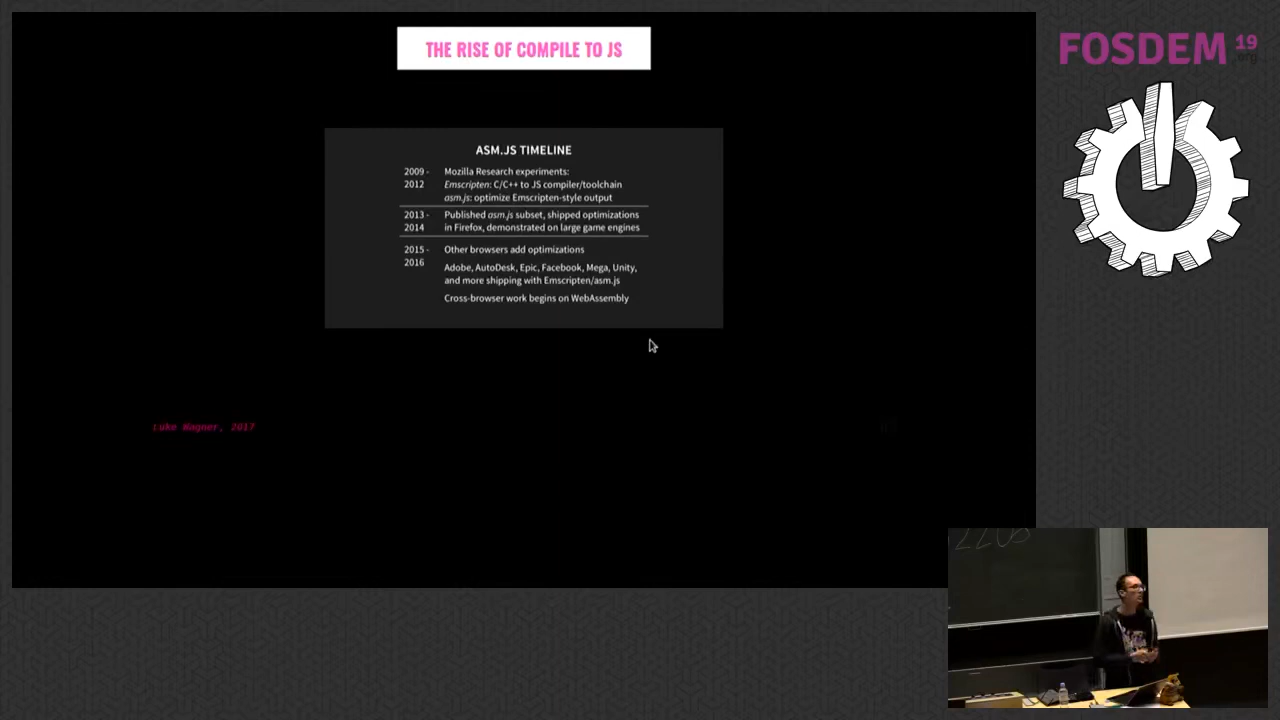 THE RISE OF COMPILE TO JS
FOSDEM 19
.org
ASM.JS TIMELINE
2009 - Mozilla Research experiments:
2012 Emscripten: C/C++ to JS compiler/toolchain
asm.js: optimize Emscripten-style output
2013 - Published asm.js subset, shipped optimizations
2014 in Firefox, demonstrated on large game engines
2015 - Other browsers add optimizations
2016
Adobe, AutoDesk, Epic, Facebook, Mega, Unity,
and more shipping with Emscripten/asm.js
Cross-browser work begins on WebAssembly
Luke Wagner, 2017